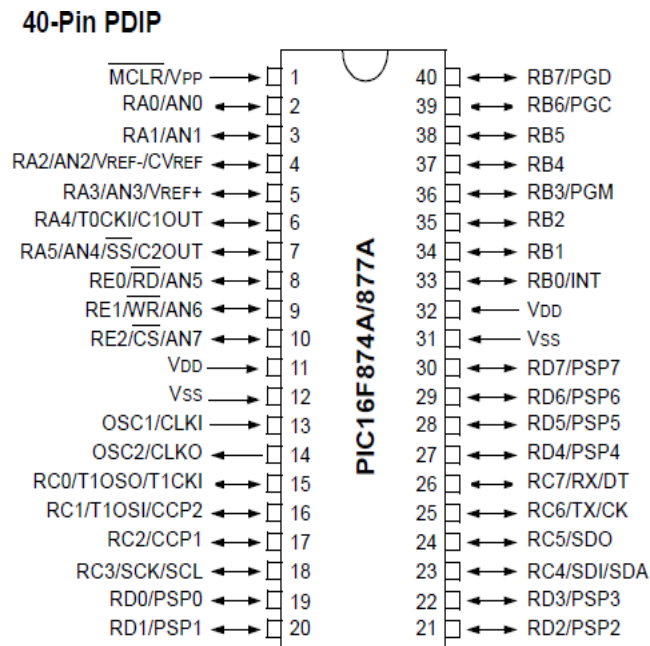 40-Pin PDIP
MCLR/VPP 1 40 RB7/PGD
RA0/AN0 2 39 RB6/PGC
RA1/AN1 3 38 RB5
RA2/AN2/VREF-/CVREF 4 37 RB4
RA3/AN3/VREF+ 5 36 RB3/PGM
RA4/T0CKI/C1OUT 6 35 RB2
RA5/AN4/SS/C2OUT 7 34 RB1
RE0/RD/AN5 8 33 RB0/INT
RE1/WR/AN6 9 32 VDD
RE2/CS/AN7 10 31 VSS
VDD 11 30 RD7/PSP7
VSS 12 29 RD6/PSP6
OSC1/CLKI 13 28 RD5/PSP5
OSC2/CLKO 14 27 RD4/PSP4
RC0/T1OSO/T1CKI 15 26 RC7/RX/DT
RC1/T1OSI/CCP2 16 25 RC6/TX/CK
RC2/CCP1 17 24 RC5/SDO
RC3/SCK/SCL 18 23 RC4/SDI/SDA
RD0/PSP0 19 22 RD3/PSP3
RD1/PSP1 20 21 RD2/PSP2
PIC16F874A/877A